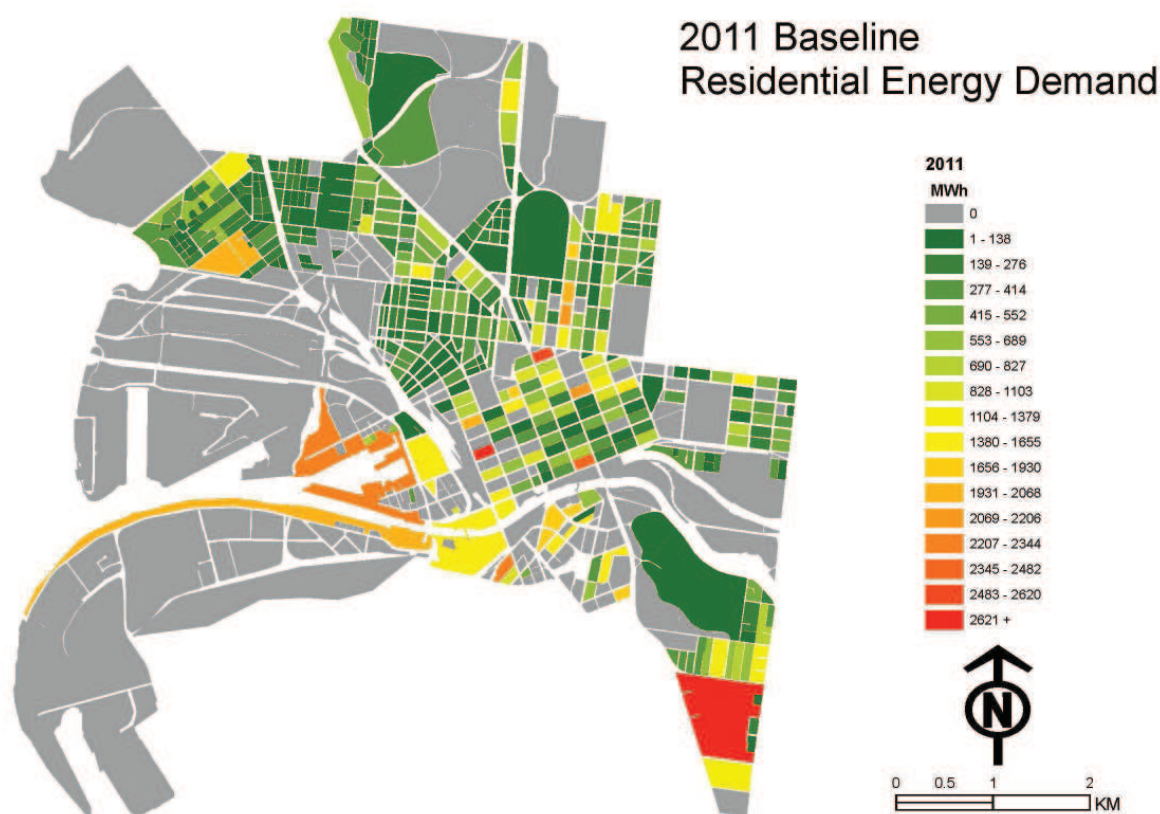 2011 Baseline
Residential Energy Demand
2011
MWh
0
1 - 138
139 - 276
277 - 414
415 - 552
553 - 689
690 - 827
828 - 1103
1104 - 1379
1380 - 1655
1656 - 1930
1931 - 2068
2069 - 2206
2207 - 2344
2345 - 2482
2483 - 2620
2621 +
N
0 0.5 1 2
KM